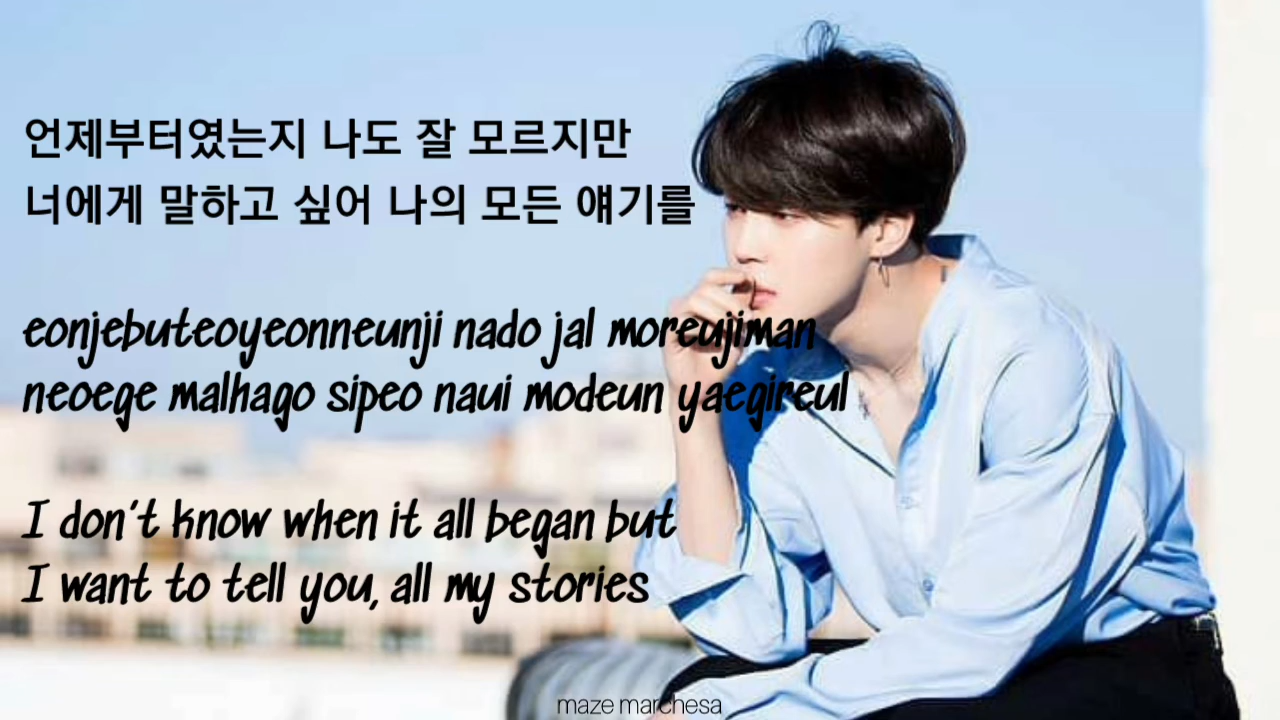 언제부터였는지 나도 잘 모르지만
너에게 말하고 싶어 나의 모든 얘기를
eonjebuteoyeonneunji nado jal moreujiman
neoege malhago sipeo naui modeun yaegireul
I don't know when it all began but
I want to tell you, all my stories
maze marchesa